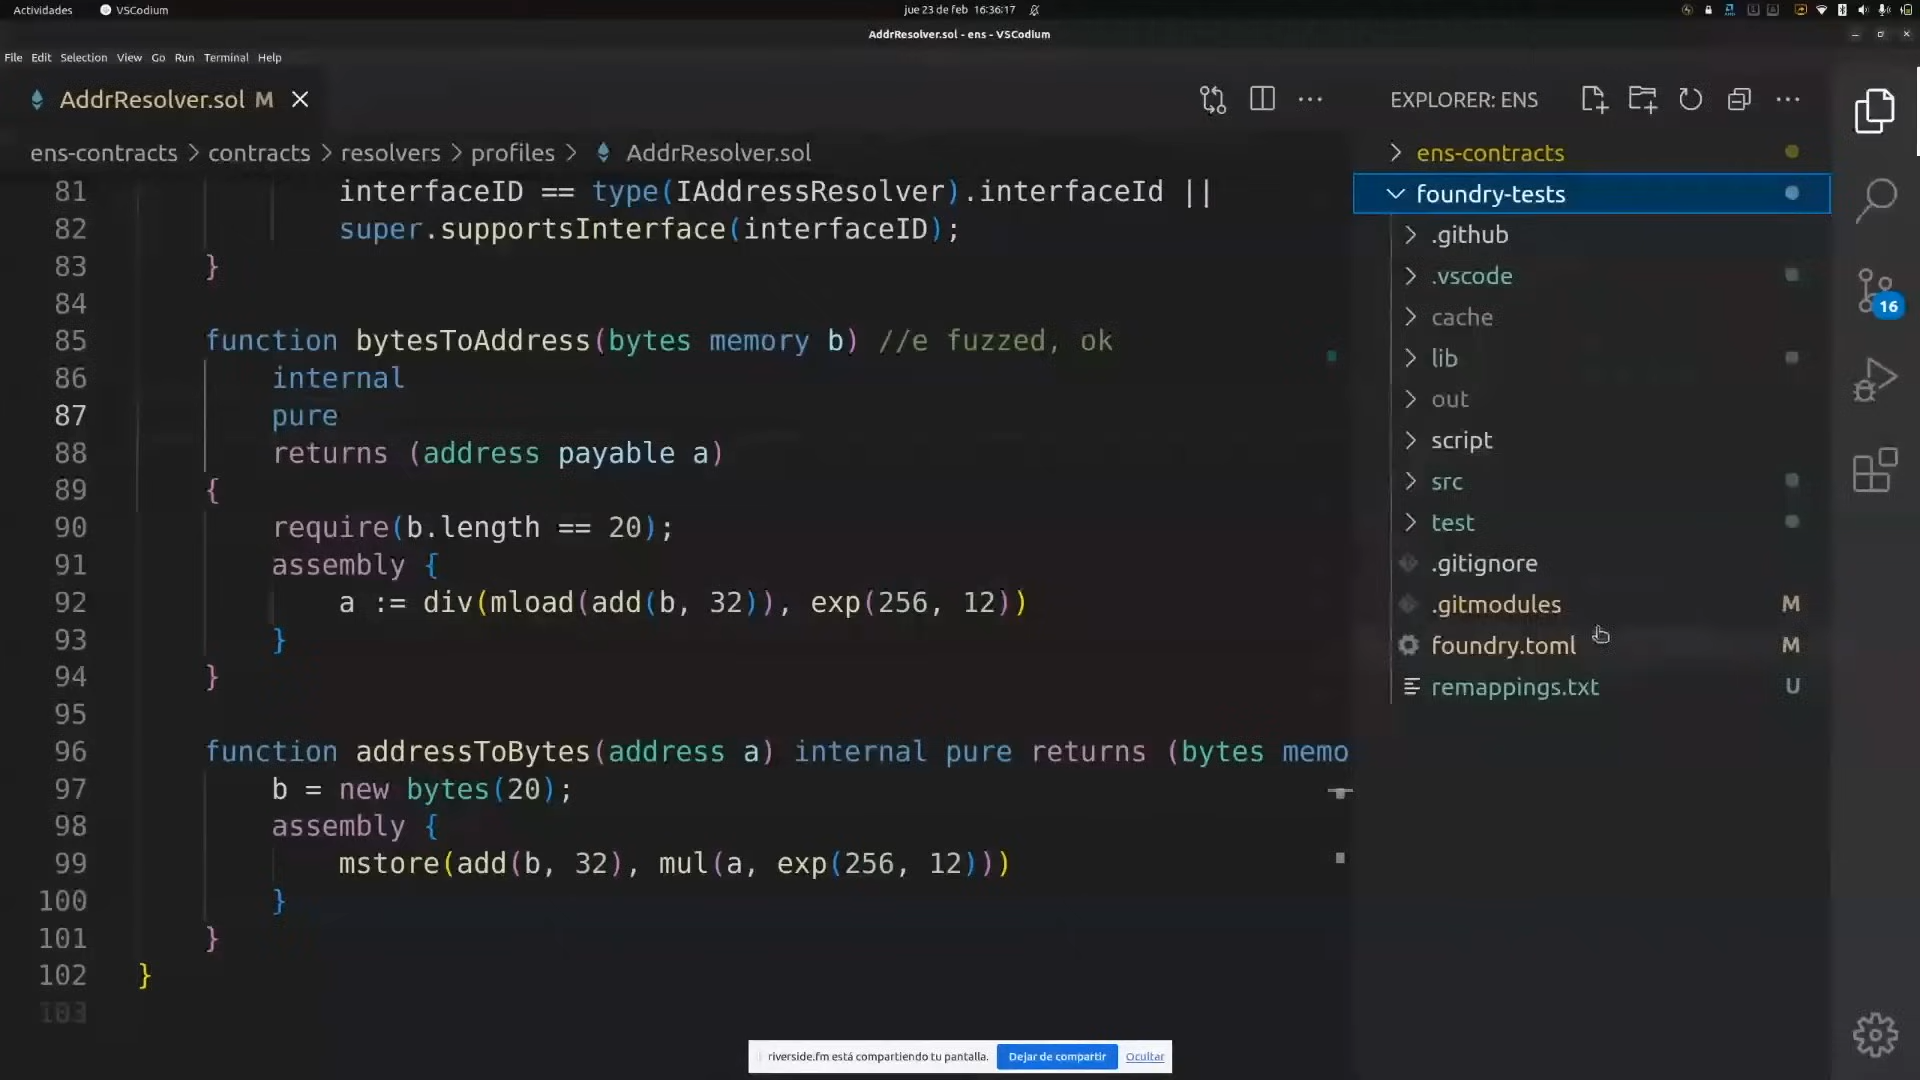 Actividades
VSCodium
jue 23 de feb 16:36:17
AddrResolver.sol - ens - VSCodium
File Edit Selection View Go Run Terminal Help
AddrResolver.sol M
ens-contracts > contracts > resolvers > profiles > AddrResolver.sol
81 interfaceID == type(IAddressResolver).interfaceId ||
82 super.supportsInterface(interfaceID);
83 }
84
85 function bytesToAddress(bytes memory b) //e fuzzed, ok
86 internal
87 pure
88 returns (address payable a)
89 {
90 require(b.length == 20);
91 assembly {
92 a := div(mload(add(b, 32)), exp(256, 12))
93 }
94 }
95
96 function addressToBytes(address a) internal pure returns (bytes memo
97 b = new bytes(20);
98 assembly {
99 mstore(add(b, 32), mul(a, exp(256, 12)))
100 }
101 }
102 }
103
EXPLORER: ENS
ens-contracts
foundry-tests
.github
.vscode
cache
lib
out
script
src
test
.gitignore
.gitmodules M
foundry.toml M
remappings.txt U
16
riverside.fm está compartiendo tu pantalla. Dejar de compartir Ocultar